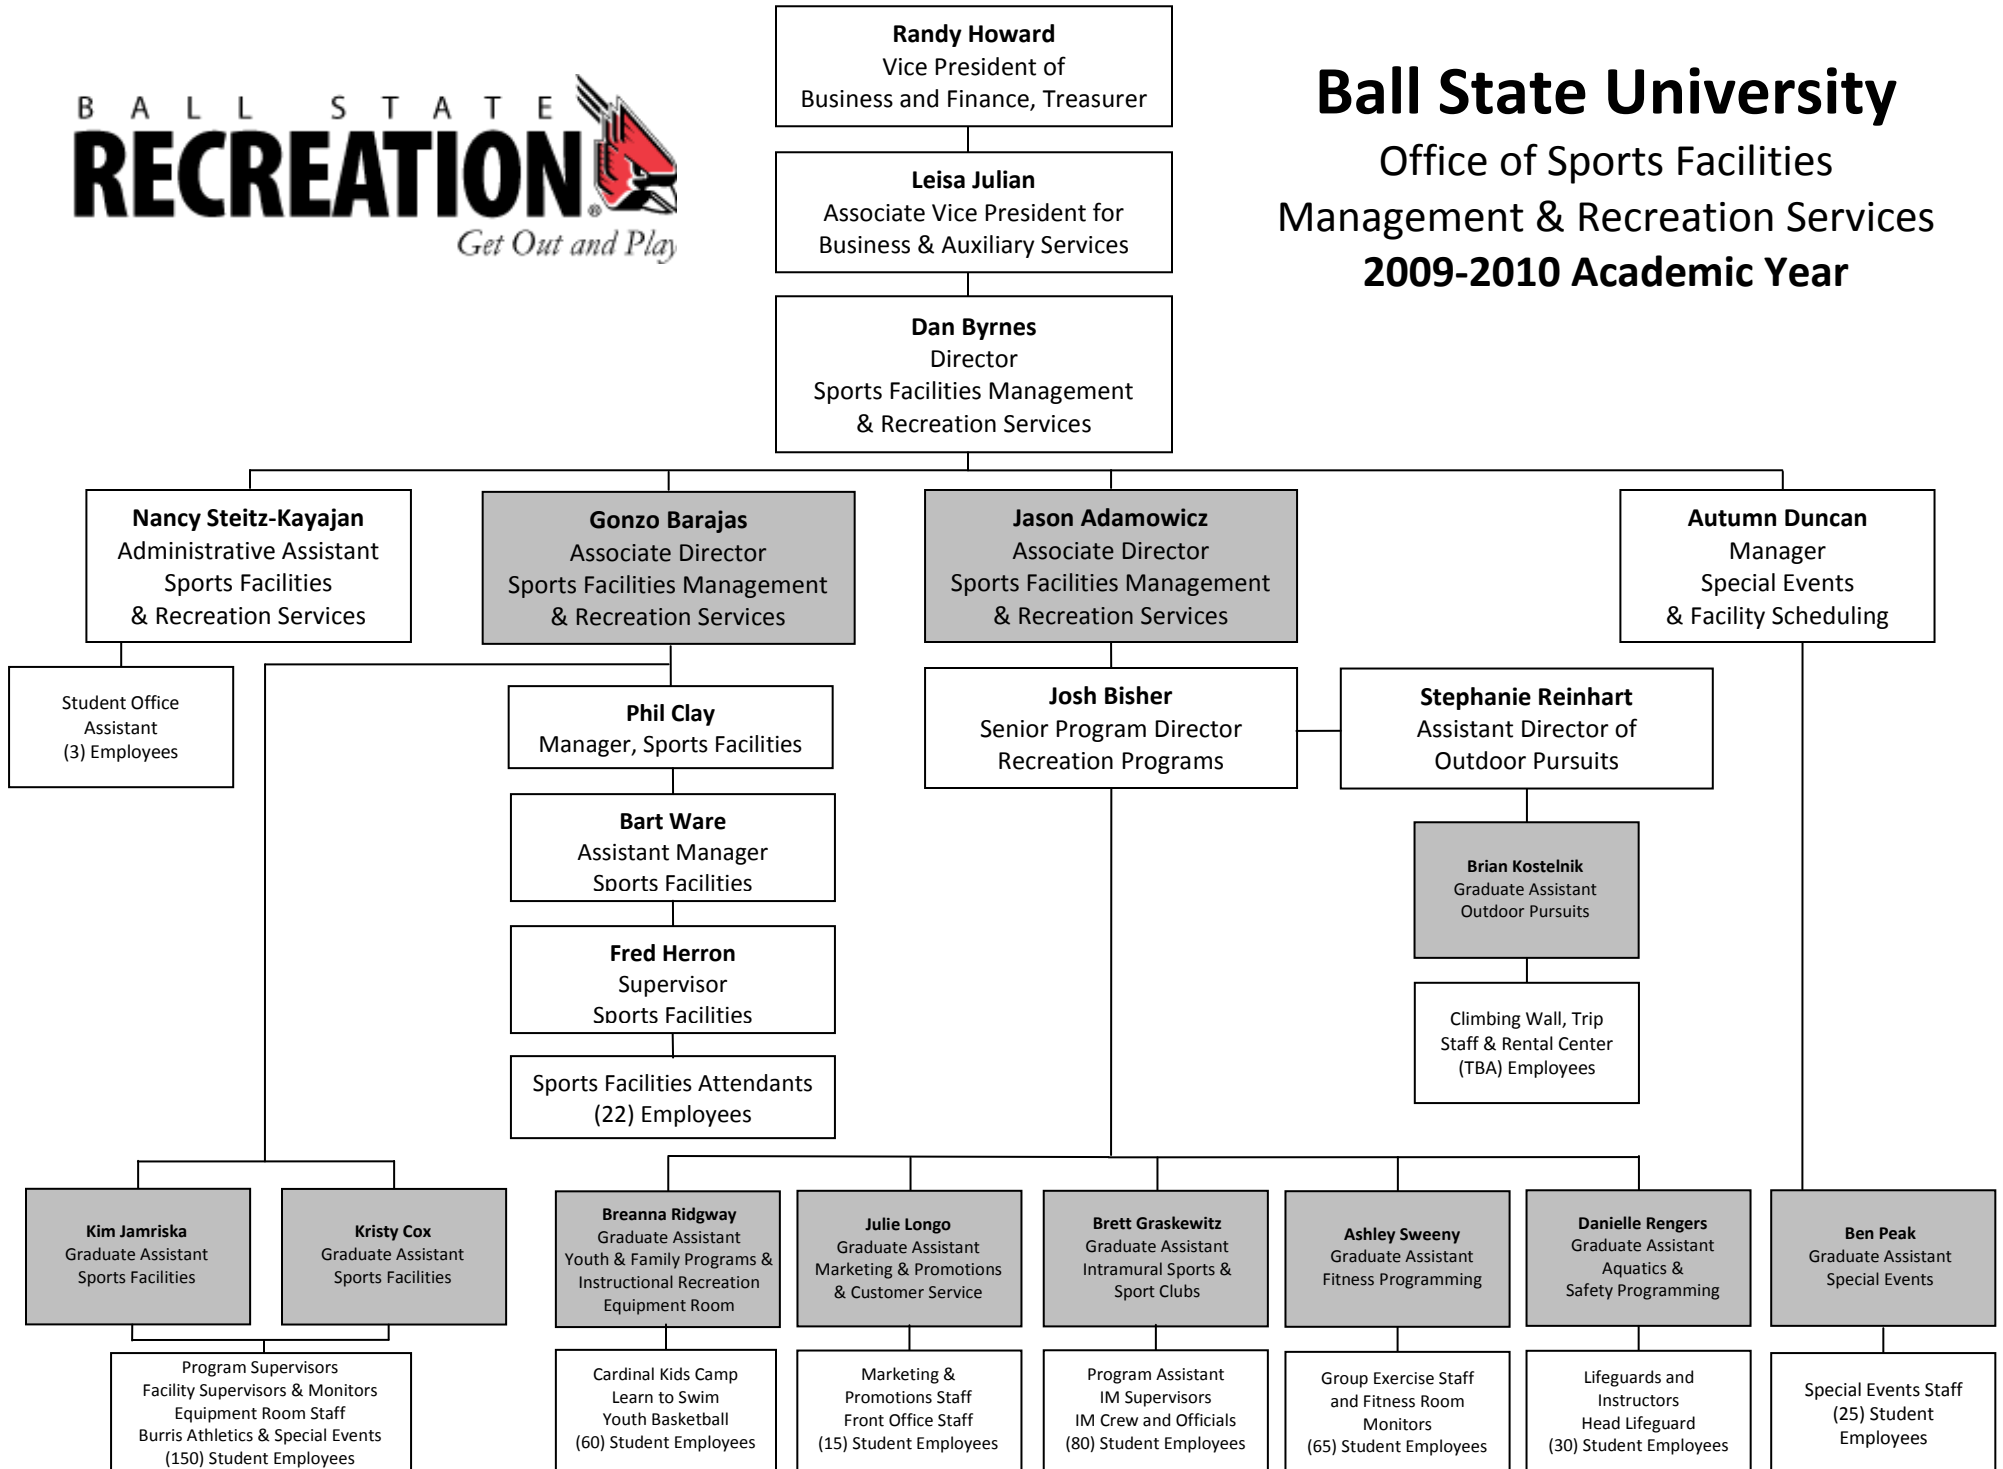 BALL STATE
RECREATION®
Get Out and Play
Randy Howard
Vice President of
Business and Finance, Treasurer
Ball State University
Office of Sports Facilities
Management & Recreation Services
2009-2010 Academic Year
Leisa Julian
Associate Vice President for
Business & Auxiliary Services
Dan Byrnes
Director
Sports Facilities Management
& Recreation Services
Nancy Steitz-Kayajan
Administrative Assistant
Sports Facilities
& Recreation Services
Gonzo Barajas
Associate Director
Sports Facilities Management
& Recreation Services
Jason Adamowicz
Associate Director
Sports Facilities Management
& Recreation Services
Autumn Duncan
Manager
Special Events
& Facility Scheduling
Student Office
Assistant
(3) Employees
Phil Clay
Manager, Sports Facilities
Josh Bisher
Senior Program Director
Recreation Programs
Stephanie Reinhart
Assistant Director of
Outdoor Pursuits
Bart Ware
Assistant Manager
Sports Facilities
Brian Kostelnik
Graduate Assistant
Outdoor Pursuits
Fred Herron
Supervisor
Sports Facilities
Climbing Wall, Trip
Staff & Rental Center
(TBA) Employees
Sports Facilities Attendants
(22) Employees
Kim Jamriska
Graduate Assistant
Sports Facilities
Kristy Cox
Graduate Assistant
Sports Facilities
Breanna Ridgway
Graduate Assistant
Youth & Family Programs &
Instructional Recreation
Equipment Room
Julie Longo
Graduate Assistant
Marketing & Promotions
& Customer Service
Brett Graskewitz
Graduate Assistant
Intramural Sports &
Sport Clubs
Ashley Sweeny
Graduate Assistant
Fitness Programming
Danielle Rengers
Graduate Assistant
Aquatics &
Safety Programming
Ben Peak
Graduate Assistant
Special Events
Program Supervisors
Facility Supervisors & Monitors
Equipment Room Staff
Burris Athletics & Special Events
(150) Student Employees
Cardinal Kids Camp
Learn to Swim
Youth Basketball
(60) Student Employees
Marketing &
Promotions Staff
Front Office Staff
(15) Student Employees
Program Assistant
IM Supervisors
IM Crew and Officials
(80) Student Employees
Group Exercise Staff
and Fitness Room
Monitors
(65) Student Employees
Lifeguards and
Instructors
Head Lifeguard
(30) Student Employees
Special Events Staff
(25) Student
Employees